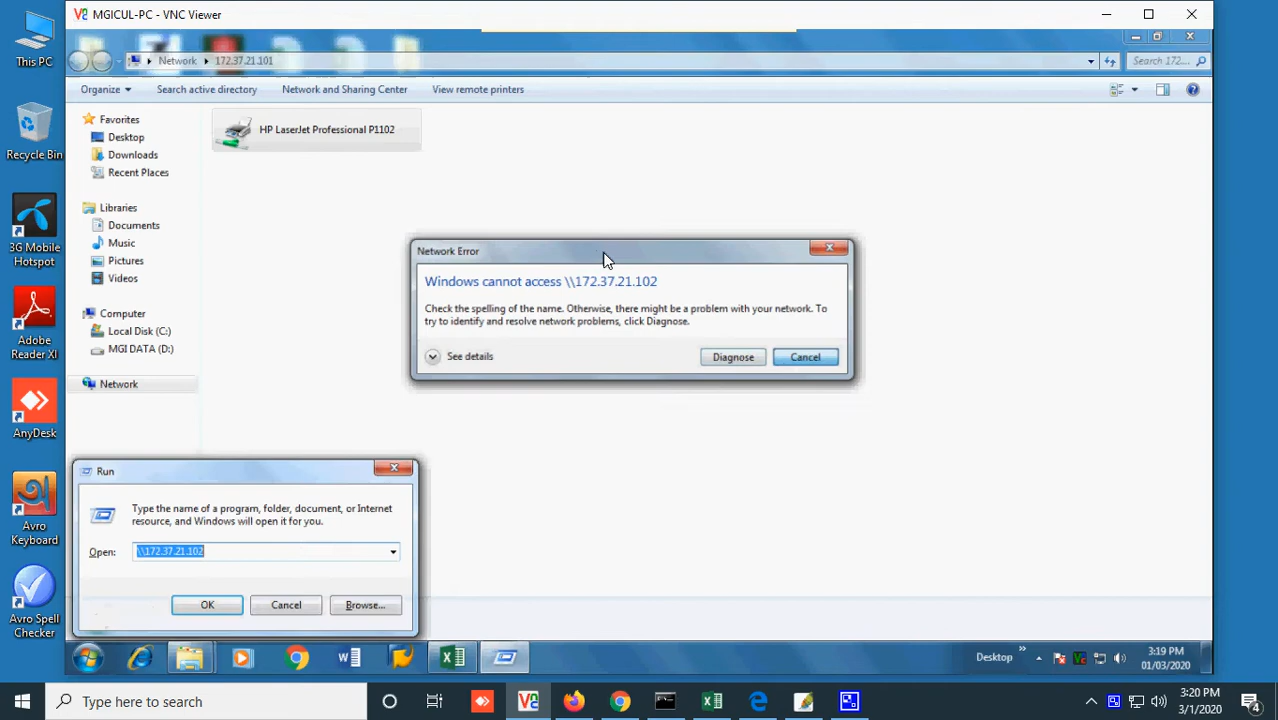 MGICUL-PC - VNC Viewer
This PC
Network
172.37.21.101
Search 172...
Organize
Search active directory
Network and Sharing Center
View remote printers
Favorites
HP LaserJet Professional P1102
Desktop
Recycle Bin
Downloads
Recent Places
Libraries
Documents
3G Mobile
Hotspot
Music
Network Error
Pictures
Windows cannot access \\172.37.21.102
Videos
Check the spelling of the name. Otherwise, there might be a problem with your network. To
try to identify and resolve network problems, click Diagnose.
Computer
Local Disk (C:)
Adobe
Reader XI
MGI DATA (D:)
See details
Diagnose
Cancel
Network
AnyDesk
Run
Type the name of a program, folder, document, or Internet
resource, and Windows will open it for you.
Avro
Keyboard
Open:
\\172.37.21.102
OK
Cancel
Browse...
Avro Spell
Checker
Desktop
3:19 PM
01/03/2020
Type here to search
3:20 PM
3/1/2020
4